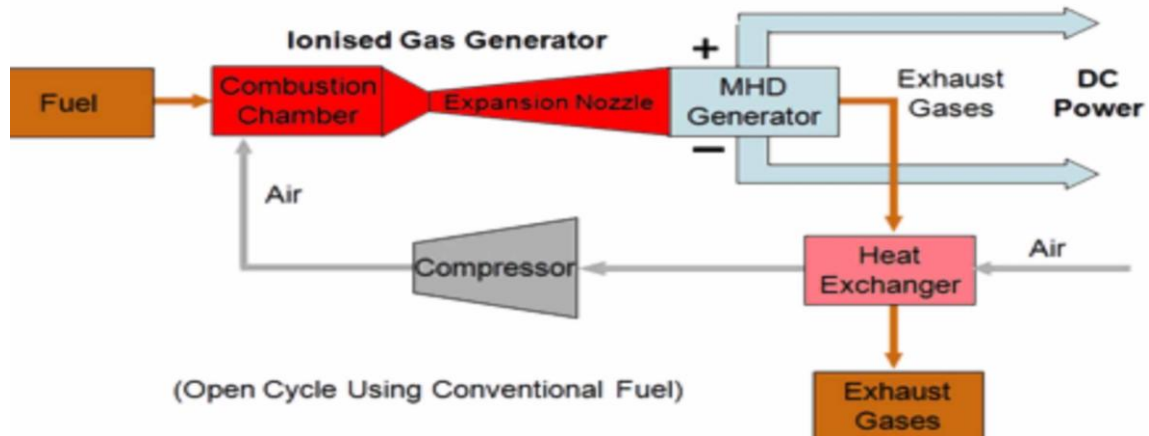 Ionised Gas Generator
Fuel
Combustion
Chamber
Expansion Nozzle
+
MHD
Generator
−
Exhaust
Gases
DC
Power
Air
Compressor
Heat
Exchanger
Air
(Open Cycle Using Conventional Fuel)
Exhaust
Gases